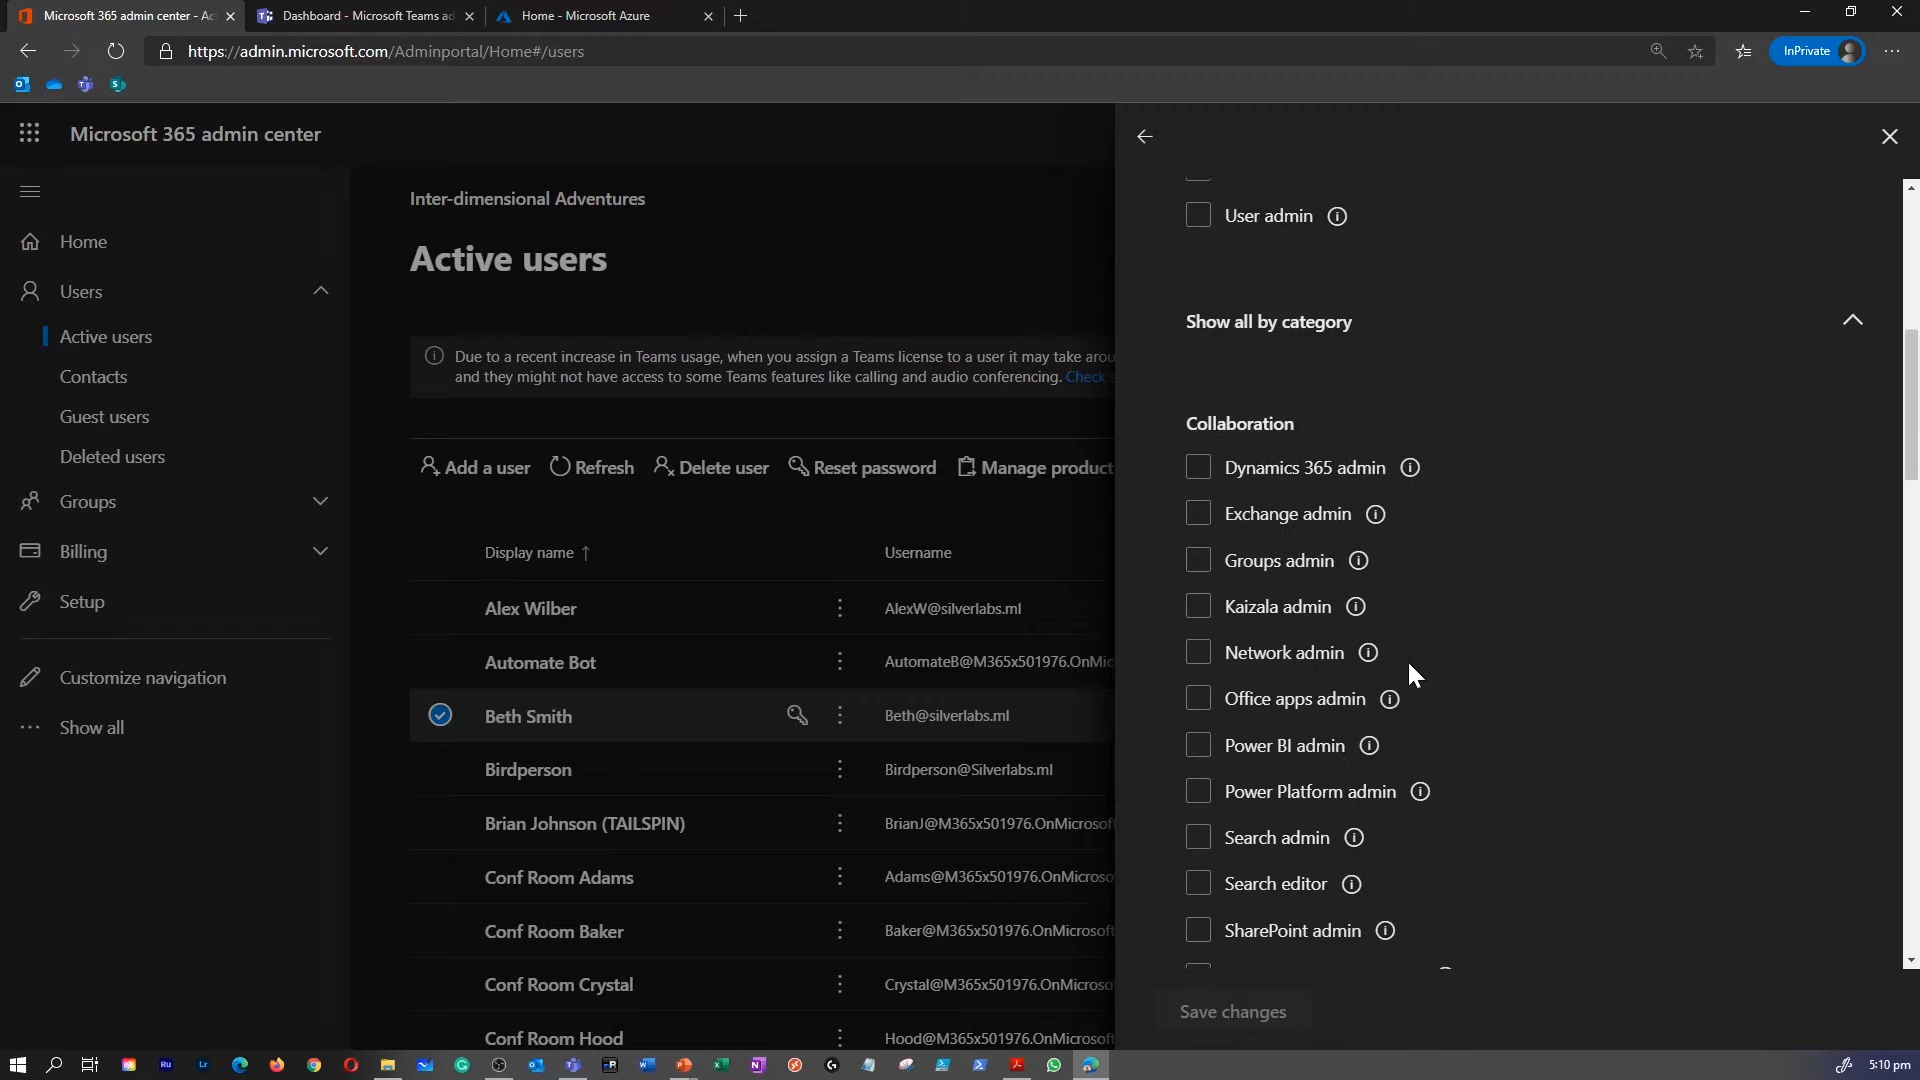 Microsoft 365 admin center - Ac
Dashboard - Microsoft Teams ad
Home - Microsoft Azure
https://admin.microsoft.com/Adminportal/Home#/users
InPrivate
Microsoft 365 admin center
Home
Users
Active users
Contacts
Guest users
Deleted users
Groups
Billing
Setup
Customize navigation
Show all
Inter-dimensional Adventures
Active users
Due to a recent increase in Teams usage, when you assign a Teams license to a user it may take arou
and they might not have access to some Teams features like calling and audio conferencing. Check
Add a user Refresh Delete user Reset password Manage product
Display name ↑ Username
Alex Wilber AlexW@silverlabs.ml
Automate Bot AutomateB@M365x501976.OnMic
Beth Smith Beth@silverlabs.ml
Birdperson Birdperson@Silverlabs.ml
Brian Johnson (TAILSPIN) BrianJ@M365x501976.OnMicrosoft
Conf Room Adams Adams@M365x501976.OnMicroso
Conf Room Baker Baker@M365x501976.OnMicrosoft
Conf Room Crystal Crystal@M365x501976.OnMicroso
Conf Room Hood Hood@M365x501976.OnMicrosoft
User admin
Show all by category
Collaboration
Dynamics 365 admin
Exchange admin
Groups admin
Kaizala admin
Network admin
Office apps admin
Power BI admin
Power Platform admin
Search admin
Search editor
SharePoint admin
Save changes
5:10 pm